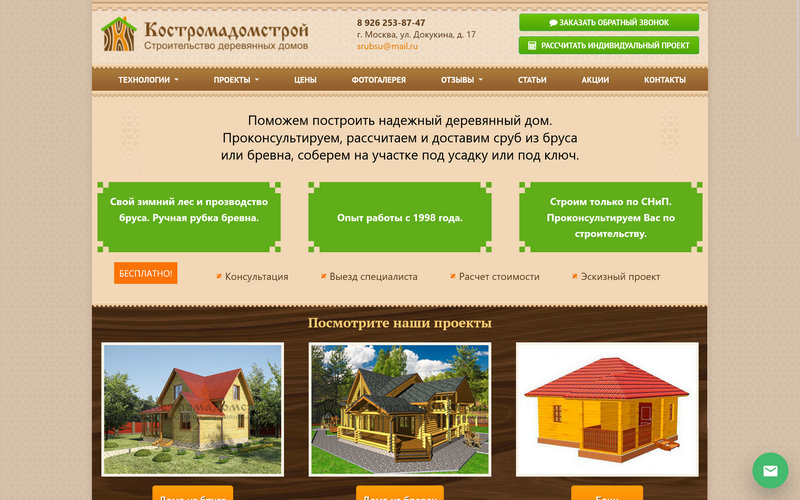 Костромадомстрой
Строительство деревянных домов
8 926 253-87-47
г. Москва, ул. Докукина, д. 17
srubsu@mail.ru
ЗАКАЗАТЬ ОБРАТНЫЙ ЗВОНОК
РАССЧИТАТЬ ИНДИВИДУАЛЬНЫЙ ПРОЕКТ
ТЕХНОЛОГИИ ПРОЕКТЫ ЦЕНЫ ФОТОГАЛЕРЕЯ ОТЗЫВЫ СТАТЬИ АКЦИИ КОНТАКТЫ
Поможем построить надежный деревянный дом.
Проконсультируем, рассчитаем и доставим сруб из бруса
или бревна, соберем на участке под усадку или под ключ.
Свой зимний лес и прозводство
бруса. Ручная рубка бревна.
Опыт работы с 1998 года.
Строим только по СНиП.
Проконсультируем Вас по
строительству.
БЕСПЛАТНО!
Консультация
Выезд специалиста
Расчет стоимости
Эскизный проект
Посмотрите наши проекты